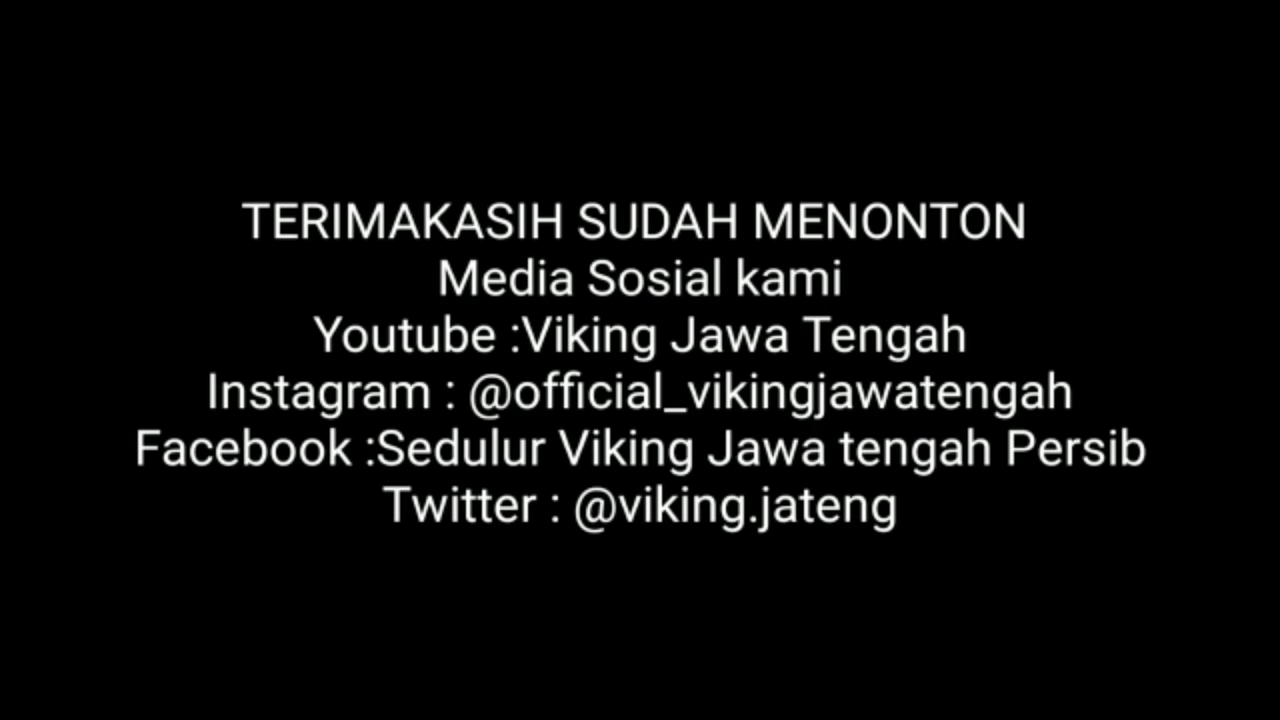 TERIMAKASIH SUDAH MENONTON
Media Sosial kami
Youtube :Viking Jawa Tengah
Instagram : @official_vikingjawatengah
Facebook :Sedulur Viking Jawa tengah Persib
Twitter : @viking.jateng